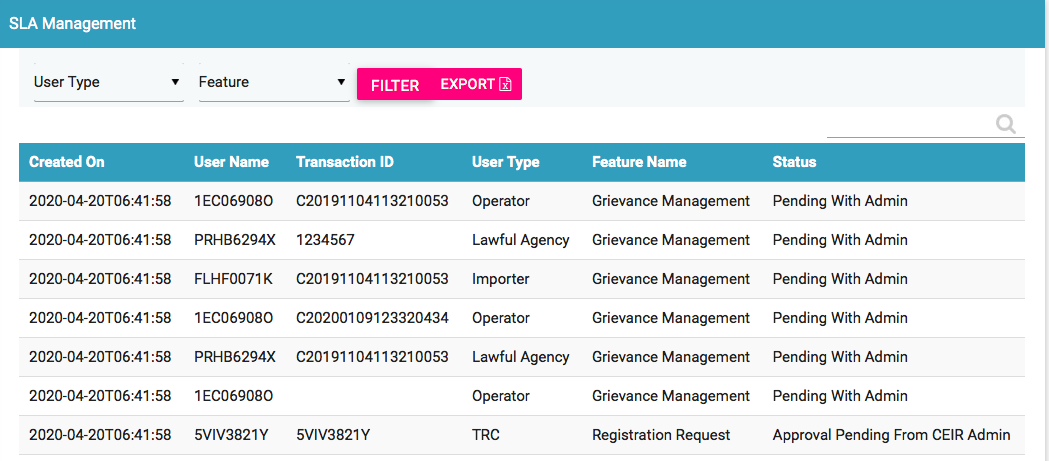 SLA Management
User Type Feature FILTER EXPORT
Created On User Name Transaction ID User Type Feature Name Status
2020-04-20T06:41:58 1EC06908O C20191104113210053 Operator Grievance Management Pending With Admin
2020-04-20T06:41:58 PRHB6294X 1234567 Lawful Agency Grievance Management Pending With Admin
2020-04-20T06:41:58 FLHF0071K C20191104113210053 Importer Grievance Management Pending With Admin
2020-04-20T06:41:58 1EC06908O C20200109123320434 Operator Grievance Management Pending With Admin
2020-04-20T06:41:58 PRHB6294X C20191104113210053 Lawful Agency Grievance Management Pending With Admin
2020-04-20T06:41:58 1EC06908O Operator Grievance Management Pending With Admin
2020-04-20T06:41:58 5VIV3821Y 5VIV3821Y TRC Registration Request Approval Pending From CEIR Admin